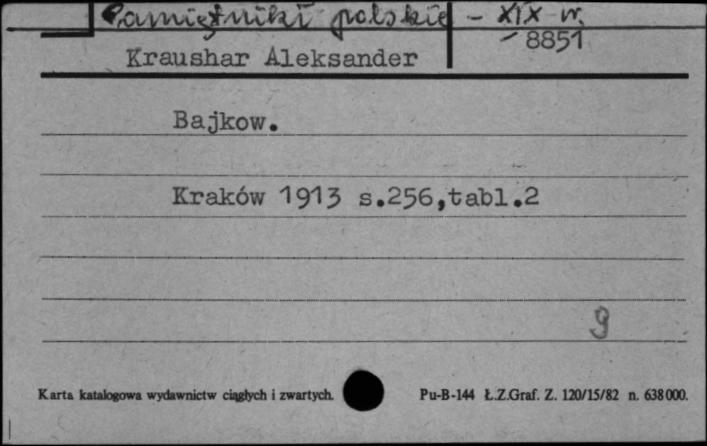 Pamiętniki polskie - XIX w.
8851
Kraushar Aleksander
Bajkow.
Kraków 1913 s.256,tabl.2
g
Karta katalogowa wydawnictw ciągłych i zwartych. Pu-B-144 Ł.Z.Graf. Z. 120/15/82 n. 638000.